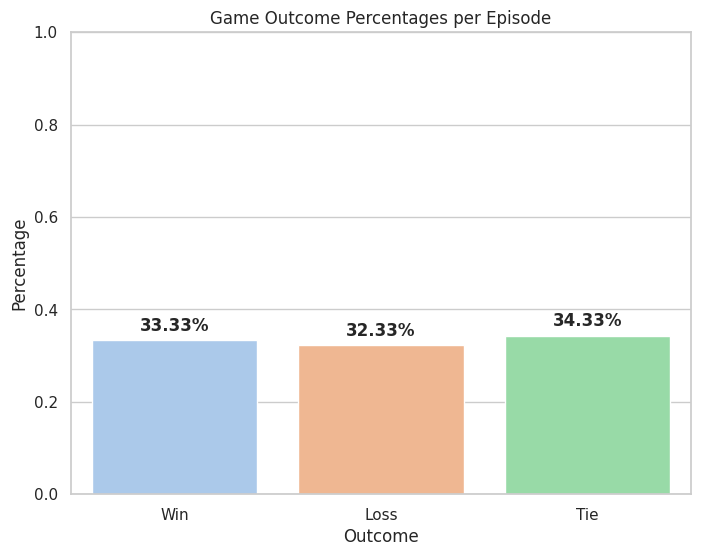 Game Outcome Percentages per Episode
1.0
0.8
0.6
0.4
0.2
0.0
Percentage
33.33%
32.33%
34.33%
Win
Loss
Tie
Outcome